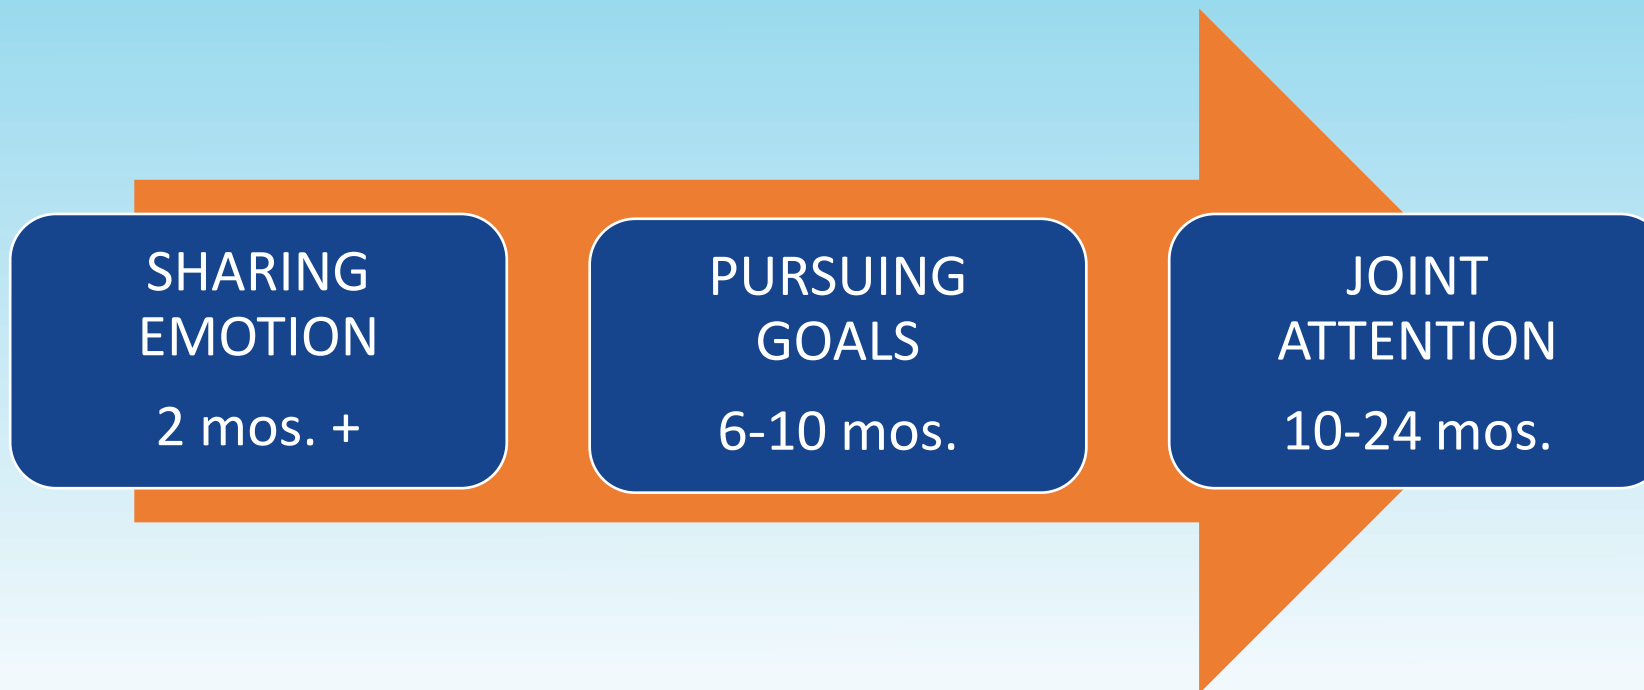 SHARING
EMOTION
2 mos. +
PURSUING
GOALS
6-10 mos.
JOINT
ATTENTION
10-24 mos.